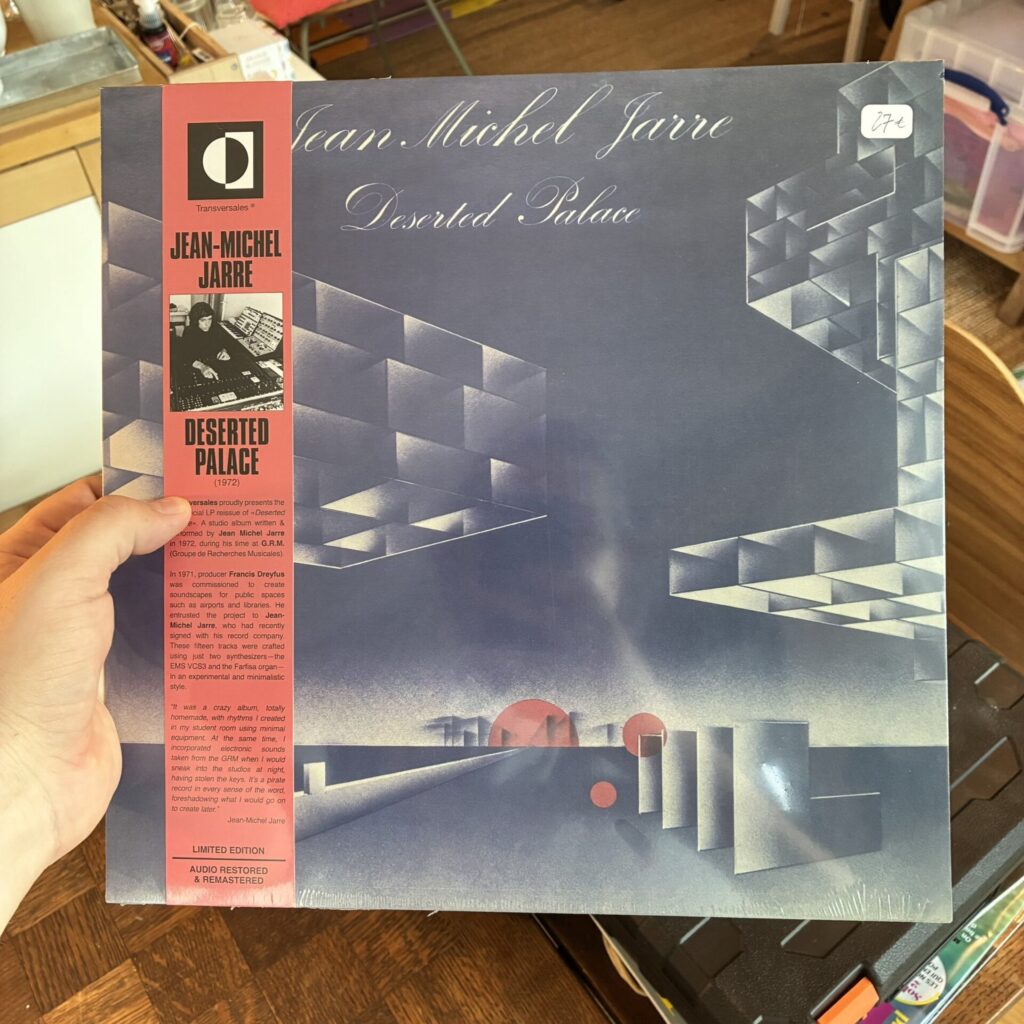 Jean Michel Jarre
Deserted Palace
27 €
Transversales ®
JEAN-MICHEL
JARRE
DESERTED
PALACE
(1972)
proudly presents the
LP reissue of «Deserted
». A studio album written &
by Jean Michel Jarre
in 1972, during his time at G.R.M.
(Groupe de Recherches Musicales).
In 1971, producer Francis Dreyfus
was commissioned to create
soundscapes for public spaces
such as airports and libraries. He
entrusted the project to Jean-
Michel Jarre, who had recently
signed with his record company.
These fifteen tracks were crafted
using just two synthesizers—the
EMS VCS3 and the Farfisa organ—
in an experimental and minimalistic
style.
"It was a crazy album, totally
homemade, with rhythms I created
in my student room using minimal
equipment. At the same time, I
incorporated electronic sounds
taken from the GRM when I would
sneak into the studios at night,
having stolen the keys. It's a pirate
record in every sense of the word,
foreshadowing what I would go on
to create later."
Jean-Michel Jarre
LIMITED EDITION
AUDIO RESTORED
& REMASTERED